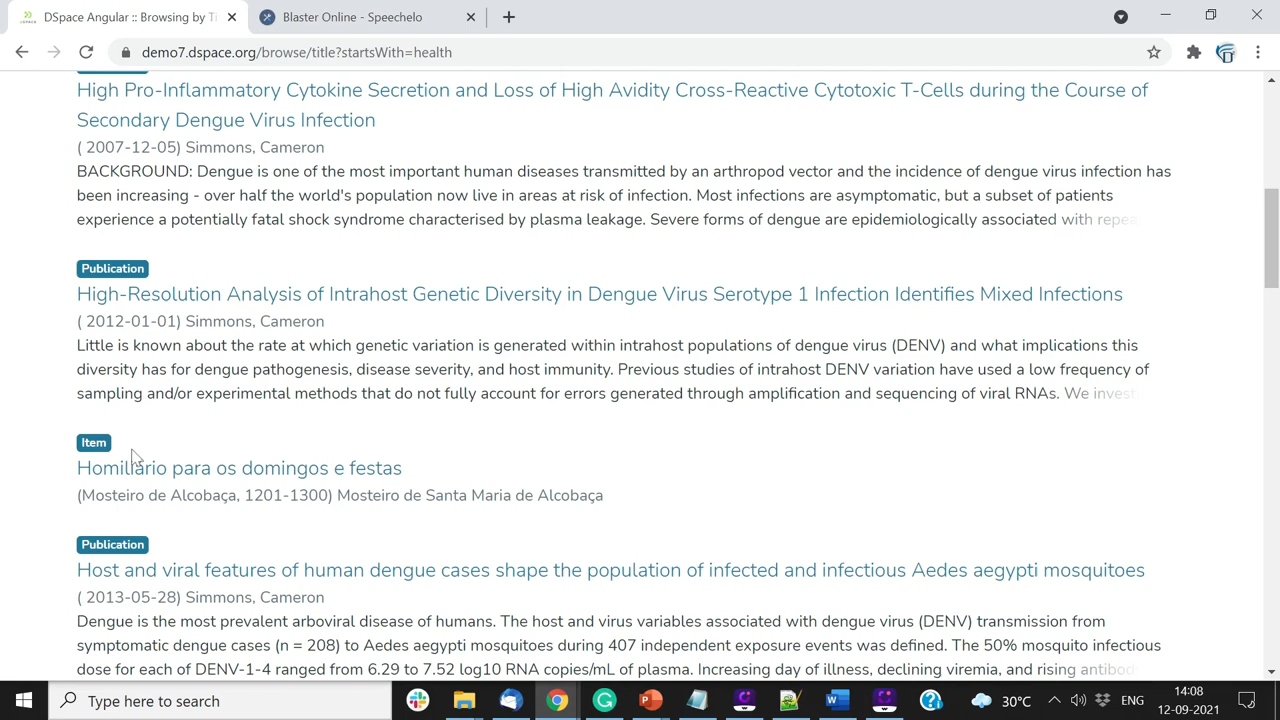 DSpace Angular :: Browsing by Ti
Blaster Online - Speechelo
demo7.dspace.org/browse/title?startsWith=health
High Pro-Inflammatory Cytokine Secretion and Loss of High Avidity Cross-Reactive Cytotoxic T-Cells during the Course of
Secondary Dengue Virus Infection
( 2007-12-05) Simmons, Cameron
BACKGROUND: Dengue is one of the most important human diseases transmitted by an arthropod vector and the incidence of dengue virus infection has
been increasing - over half the world's population now live in areas at risk of infection. Most infections are asymptomatic, but a subset of patients
experience a potentially fatal shock syndrome characterised by plasma leakage. Severe forms of dengue are epidemiologically associated with repea
Publication
High-Resolution Analysis of Intrahost Genetic Diversity in Dengue Virus Serotype 1 Infection Identifies Mixed Infections
( 2012-01-01) Simmons, Cameron
Little is known about the rate at which genetic variation is generated within intrahost populations of dengue virus (DENV) and what implications this
diversity has for dengue pathogenesis, disease severity, and host immunity. Previous studies of intrahost DENV variation have used a low frequency of
sampling and/or experimental methods that do not fully account for errors generated through amplification and sequencing of viral RNAs. We invest
Item
Homiliário para os domingos e festas
(Mosteiro de Alcobaça, 1201-1300) Mosteiro de Santa Maria de Alcobaça
Publication
Host and viral features of human dengue cases shape the population of infected and infectious Aedes aegypti mosquitoes
( 2013-05-28) Simmons, Cameron
Dengue is the most prevalent arboviral disease of humans. The host and virus variables associated with dengue virus (DENV) transmission from
symptomatic dengue cases (n = 208) to Aedes aegypti mosquitoes during 407 independent exposure events was defined. The 50% mosquito infectious
dose for each of DENV-1-4 ranged from 6.29 to 7.52 log10 RNA copies/mL of plasma. Increasing day of illness, declining viremia, and rising antibod
Type here to search
30°C
ENG
14:08
12-09-2021